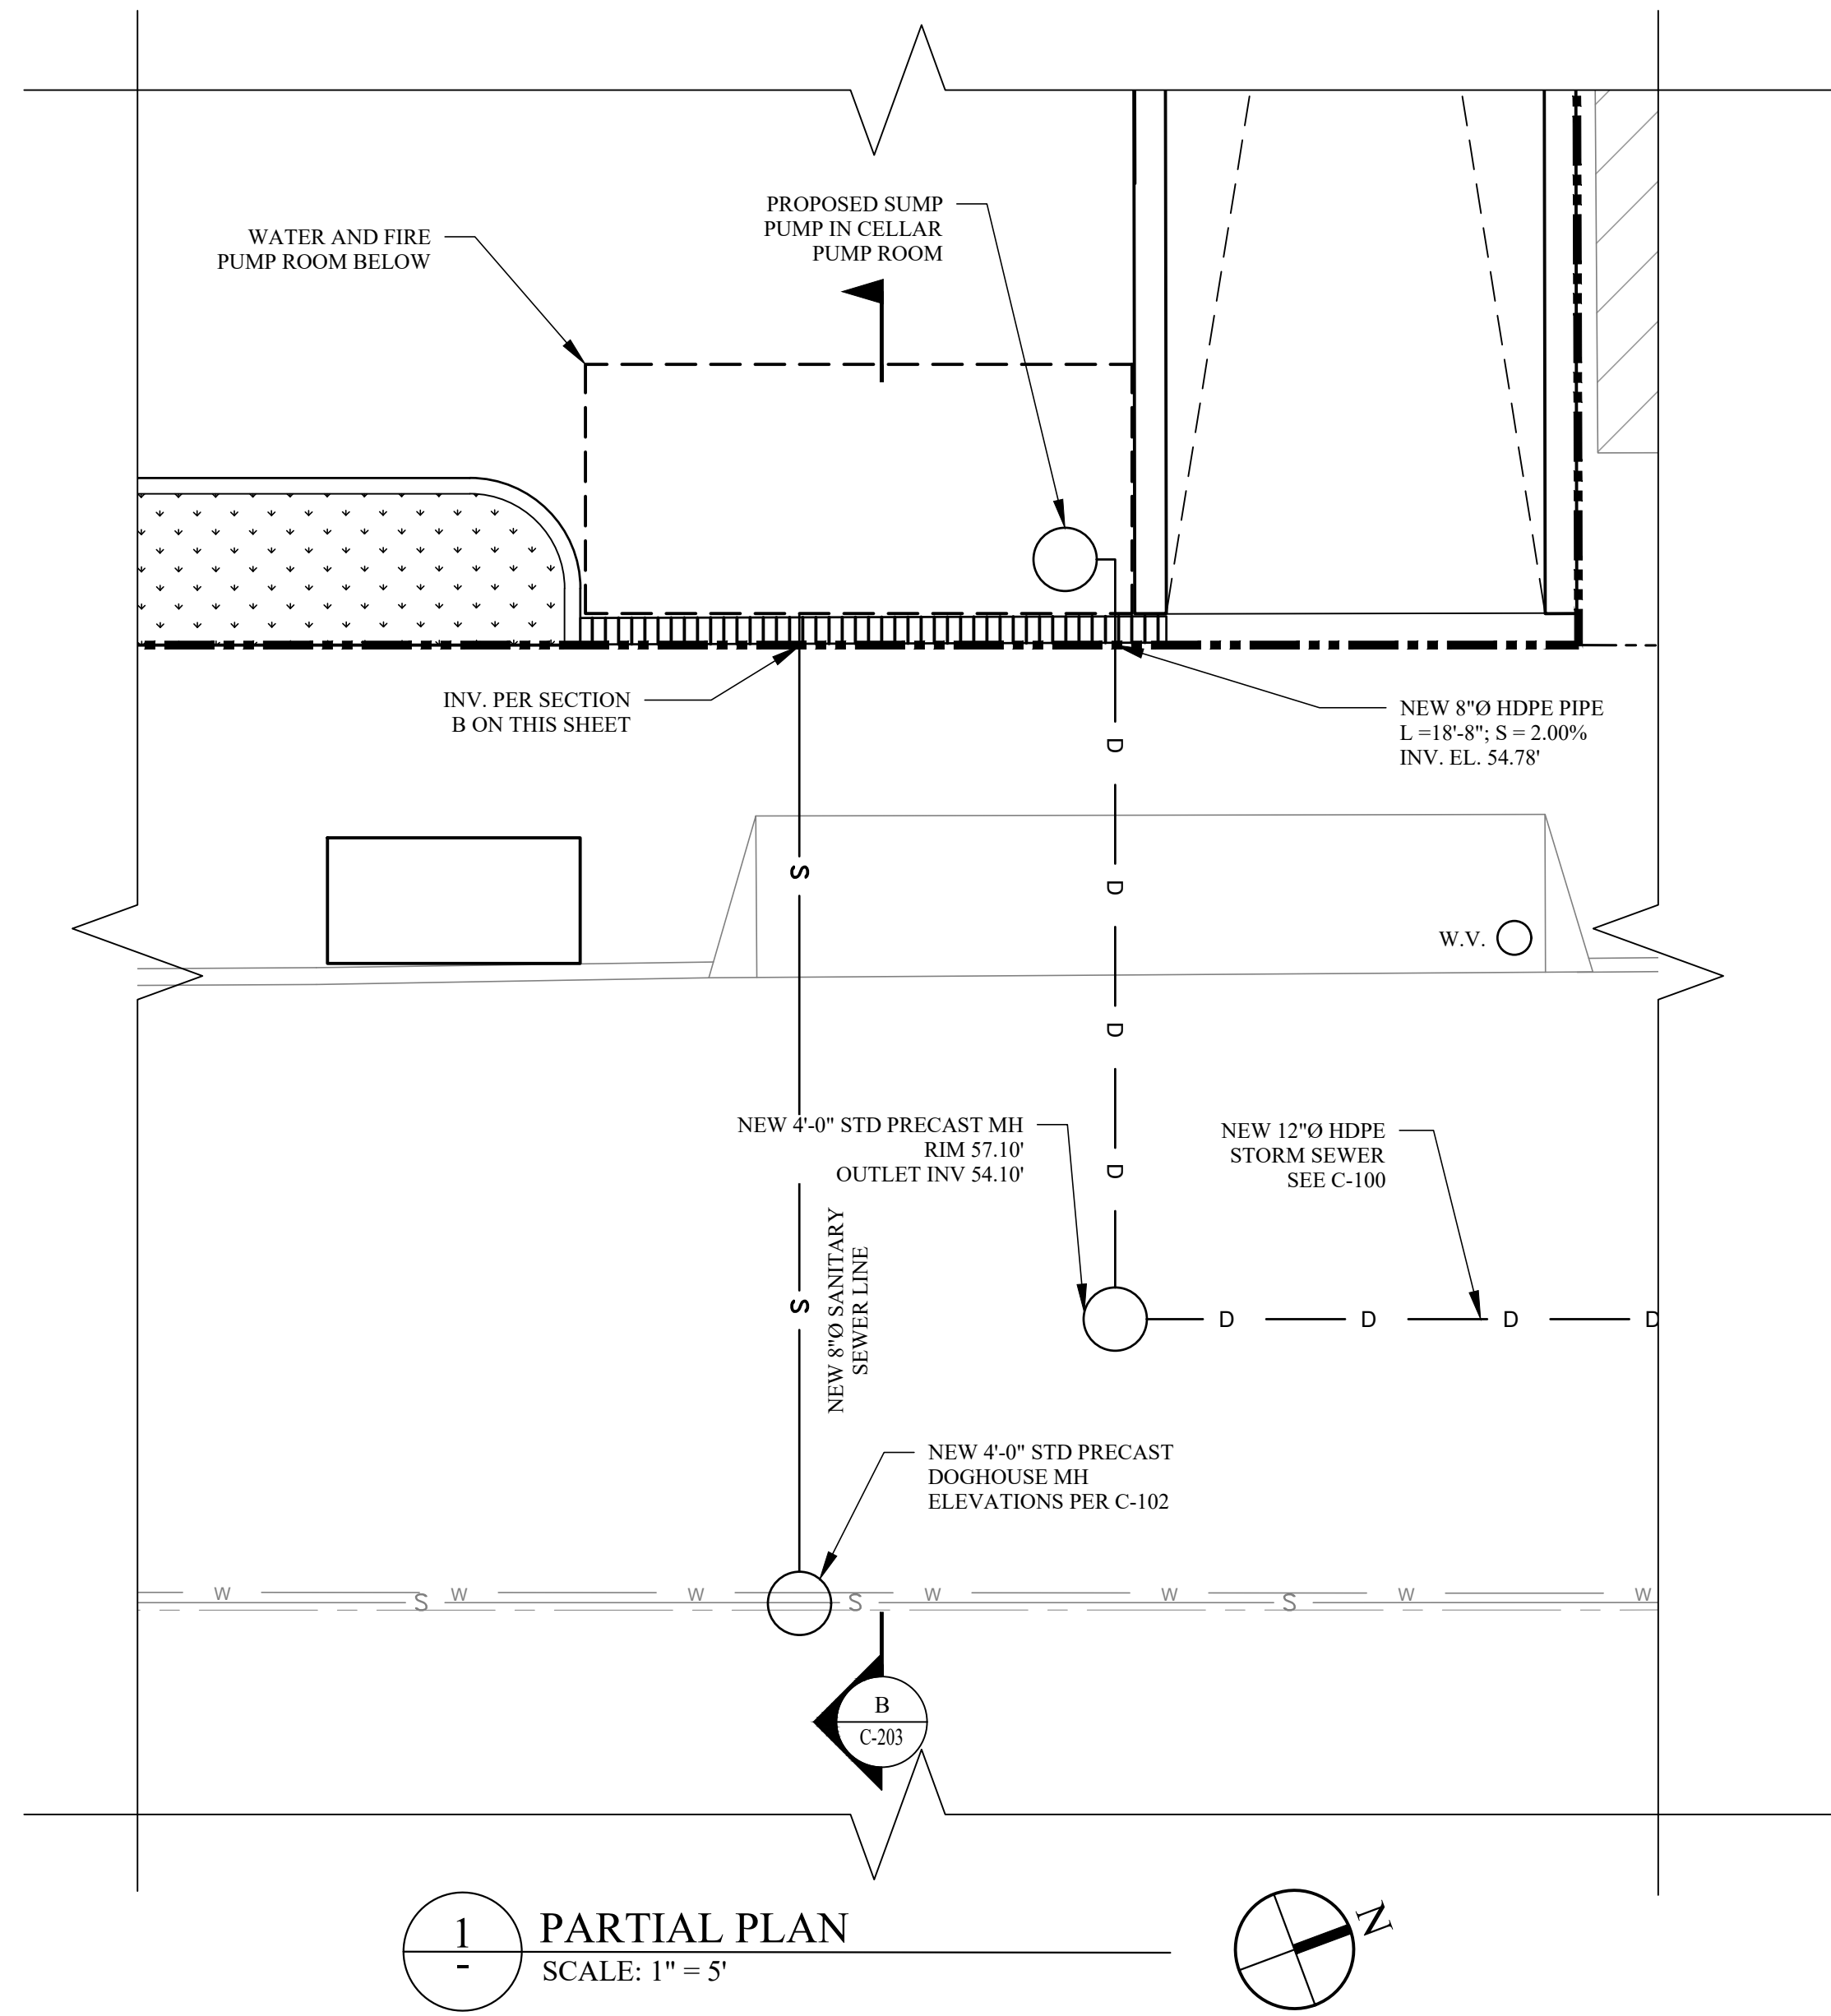 PROPOSED SUMP
PUMP IN CELLAR
PUMP ROOM
WATER AND FIRE
PUMP ROOM BELOW
INV. PER SECTION
B ON THIS SHEET
NEW 8"Ø HDPE PIPE
L =18'-8"; S = 2.00%
INV. EL. 54.78'
D
S
D
W.V.
D
NEW 4'-0" STD PRECAST MH
RIM 57.10'
OUTLET INV 54.10'
NEW 12"Ø HDPE
STORM SEWER
SEE C-100
D
S
NEW 8"Ø SANITARY
SEWER LINE
D D D D
NEW 4'-0" STD PRECAST
DOGHOUSE MH
ELEVATIONS PER C-102
W S W W S W W S W W
B
C-203
1
-
PARTIAL PLAN
SCALE: 1" = 5'
N